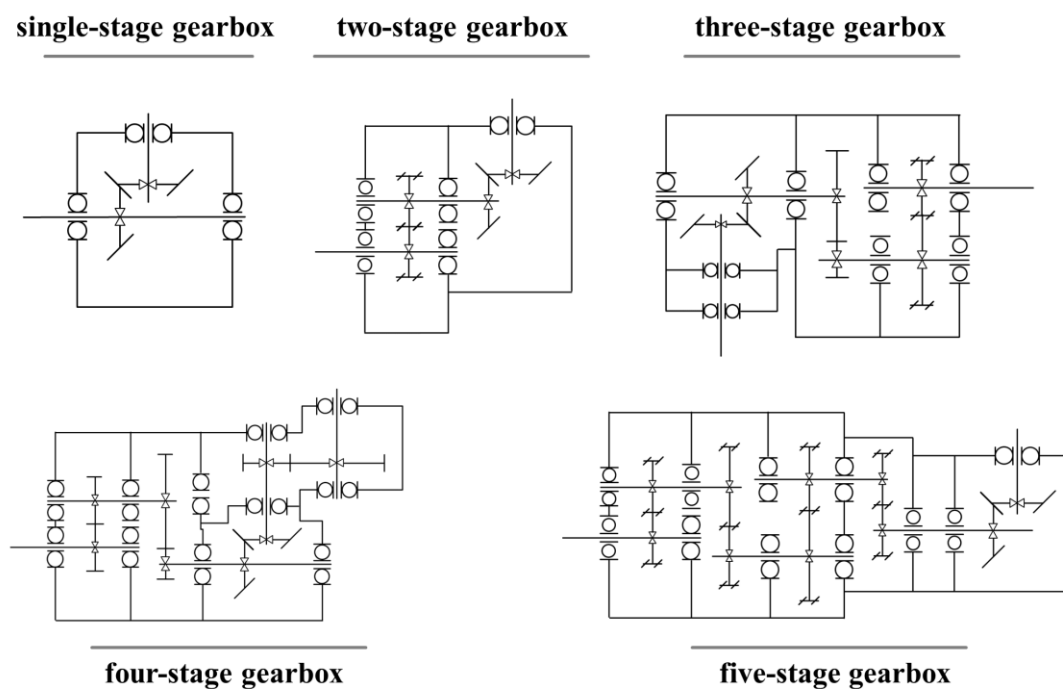 single-stage gearbox
two-stage gearbox
three-stage gearbox
four-stage gearbox
five-stage gearbox